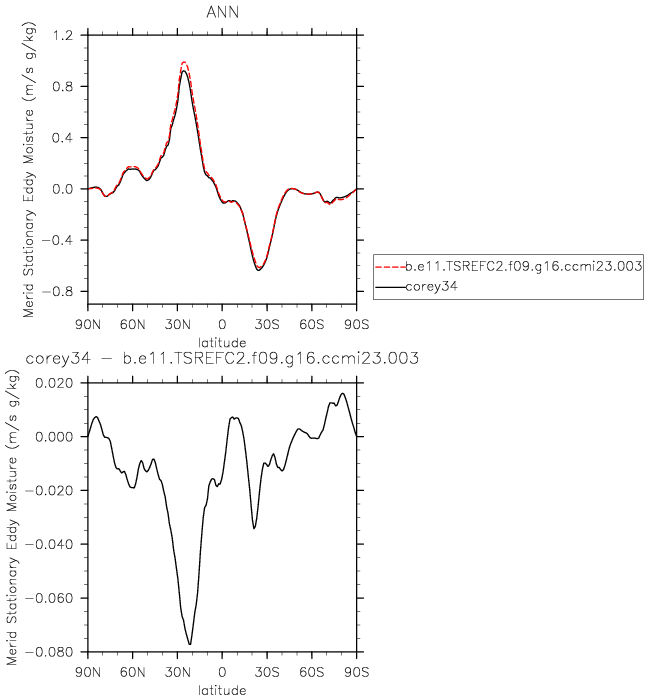 ANN
Merid Stationary Eddy Moisture (m/s g/kg)
1.2
0.8
0.4
0.0
−0.4
−0.8
90N 60N 30N 0 30S 60S 90S
latitude
b.e11.TSREFC2.f09.g16.ccmi23.003
corey34
corey34 − b.e11.TSREFC2.f09.g16.ccmi23.003
Merid Stationary Eddy Moisture (m/s g/kg)
0.020
0.000
−0.020
−0.040
−0.060
−0.080
90N 60N 30N 0 30S 60S 90S
latitude